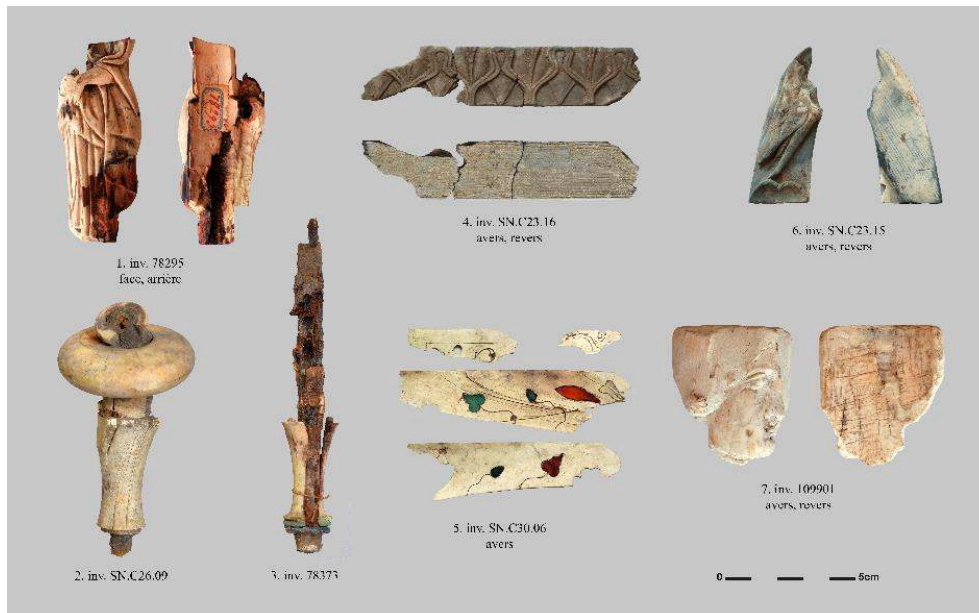 1. inv. 78295
face, arrière
2. inv. SN.C26.09
3. inv. 78373
4. inv. SN.C23.16
avers, revers
5. inv. SN.C30.06
avers
6. inv. SN.C23.15
avers, revers
7. inv. 109901
avers, revers
0
5cm